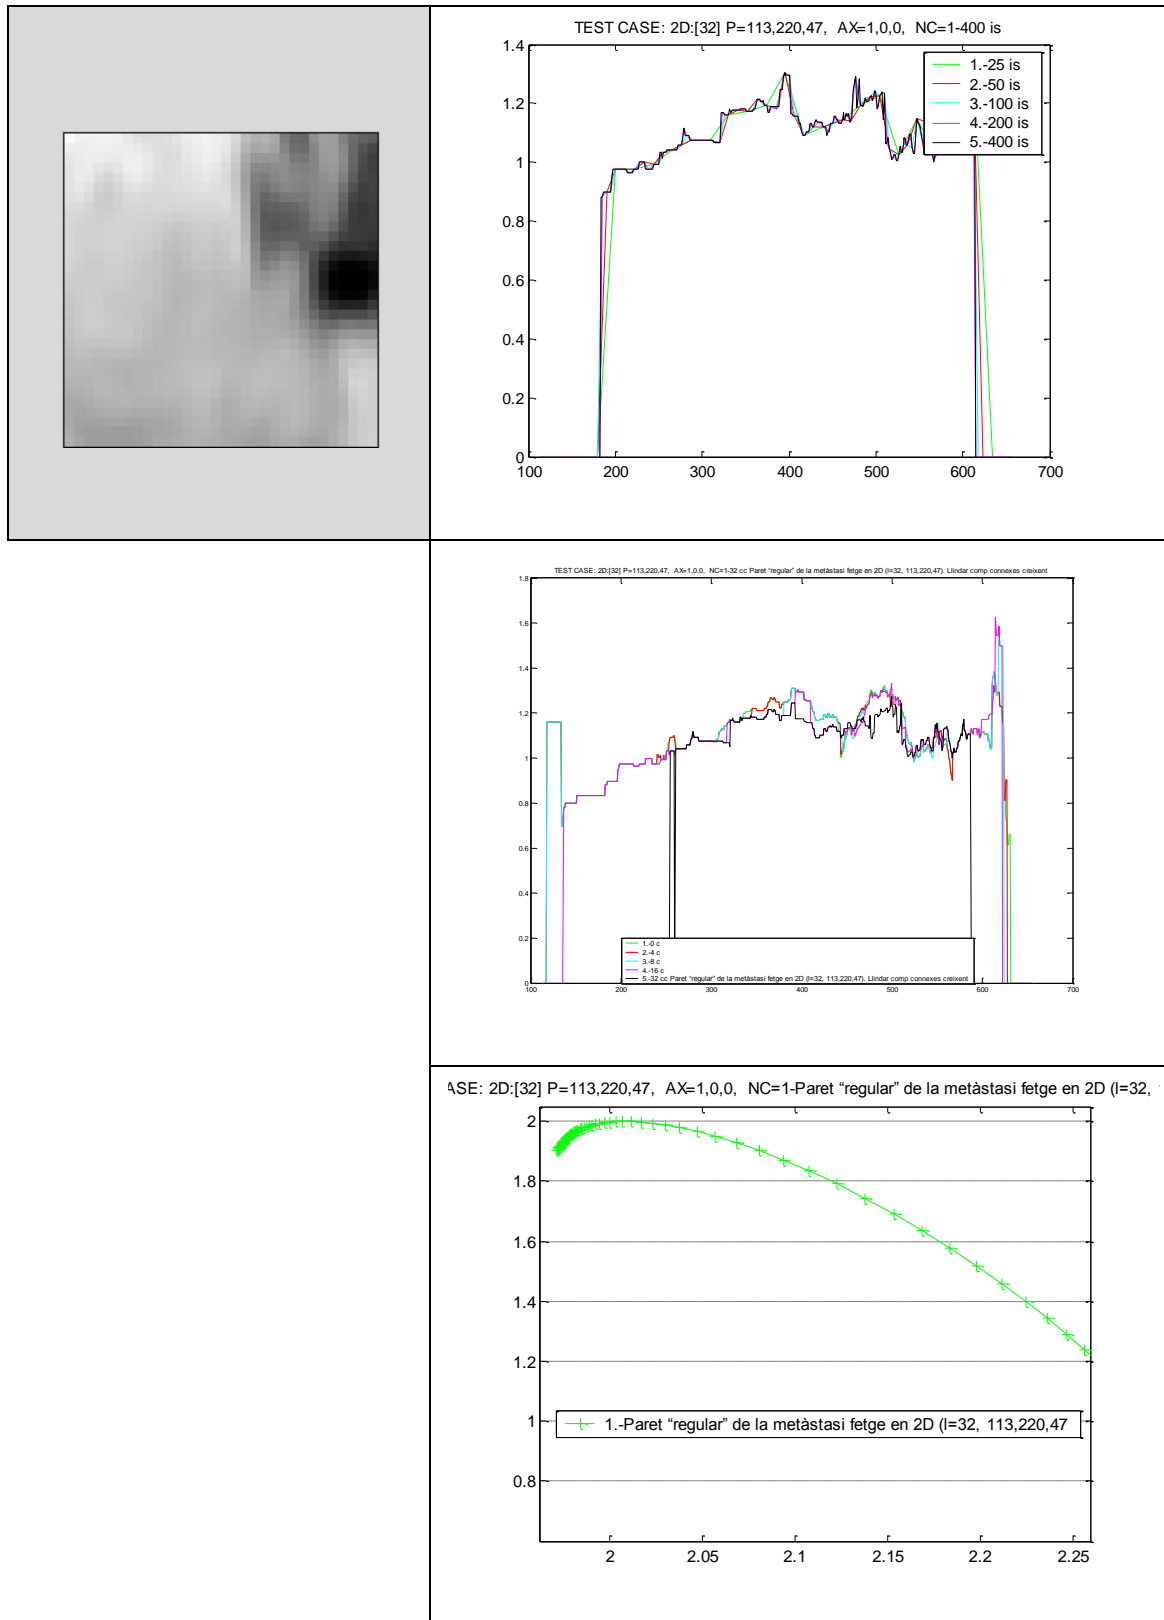 TEST CASE: 2D:[32] P=113,220,47, AX=1,0,0, NC=1-400 is
1.4
1.2
1
0.8
0.6
0.4
0.2
0
100 200 300 400 500 600 700
1.-25 is
2.-50 is
3.-100 is
4.-200 is
5.-400 is
TEST CASE: 2D:[32] P=113,220,47, AX=1,0,0, NC=1-32 cc Paret “regular” de la metàstasi fetge en 2D (l=32, 113,220,47). Llindar comp connexes creixent
1.8
1.6
1.4
1.2
1
0.8
0.6
0.4
0.2
0
100 200 300 400 500 600 700
1.-0 c
2.-4 c
3.-8 c
4.-16 c
5.-32 cc Paret “regular” de la metàstasi fetge en 2D (l=32, 113,220,47). Llindar comp connexes creixent
ASE: 2D:[32] P=113,220,47, AX=1,0,0, NC=1-Paret “regular” de la metàstasi fetge en 2D (l=32,
2
1.8
1.6
1.4
1.2
1
0.8
2 2.05 2.1 2.15 2.2 2.25
1.-Paret “regular” de la metàstasi fetge en 2D (l=32, 113,220,47